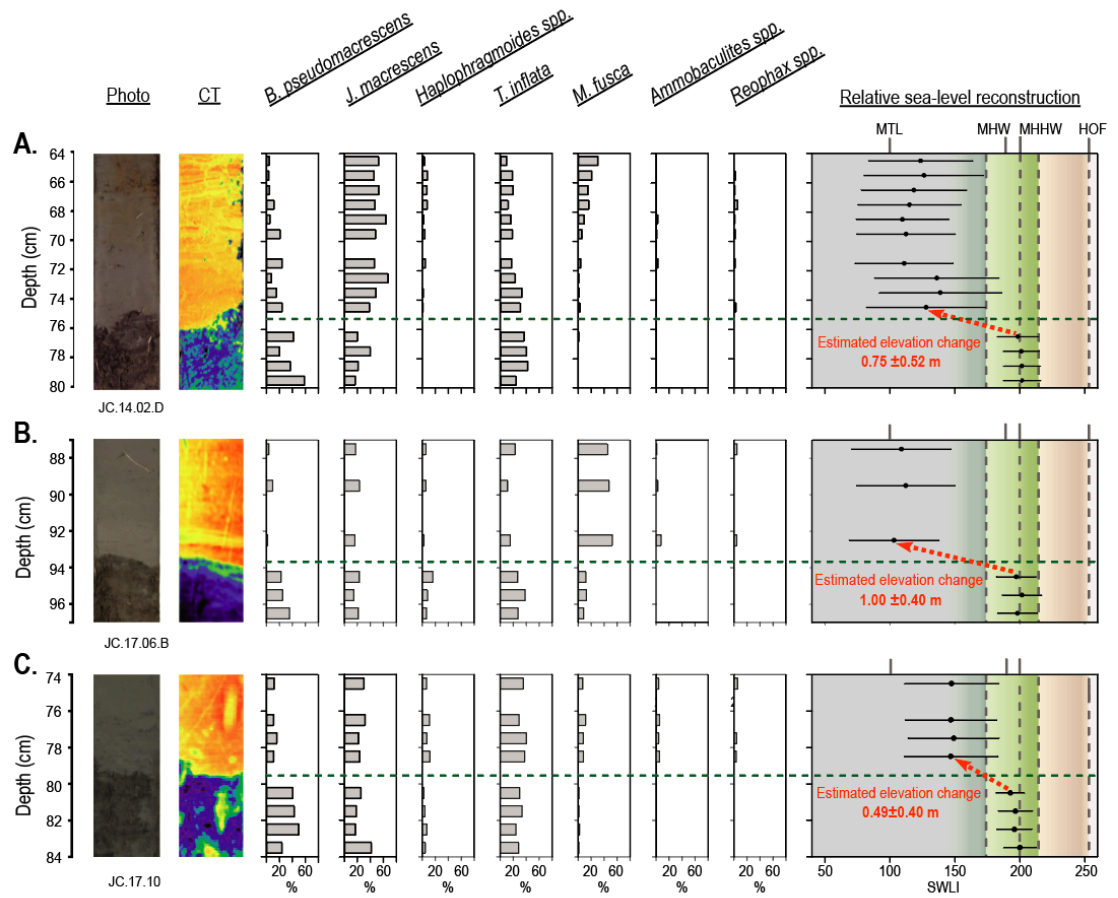 B. pseudomacrescens
J. macrescens
Haplophragmoides spp.
T. inflata
M. fusca
Ammobaculites spp.
Reophax spp.
Photo
CT
Relative sea-level reconstruction
MTL
MHW
MHHW
HOF
A.
Depth (cm)
64
66
68
69
72
74
76
78
80
Estimated elevation change
0.75 ±0.52 m
JC.14.02.D
B.
Depth (cm)
88
90
92
94
96
Estimated elevation change
1.00 ±0.40 m
JC.17.06.B
C.
Depth (cm)
74
76
78
80
82
84
Estimated elevation change
0.49±0.40 m
JC.17.10
20 60
20 60
20 60
20 60
20 60
20 60
20 60
50
100
150
200
250
%
%
%
%
%
%
%
SWLI